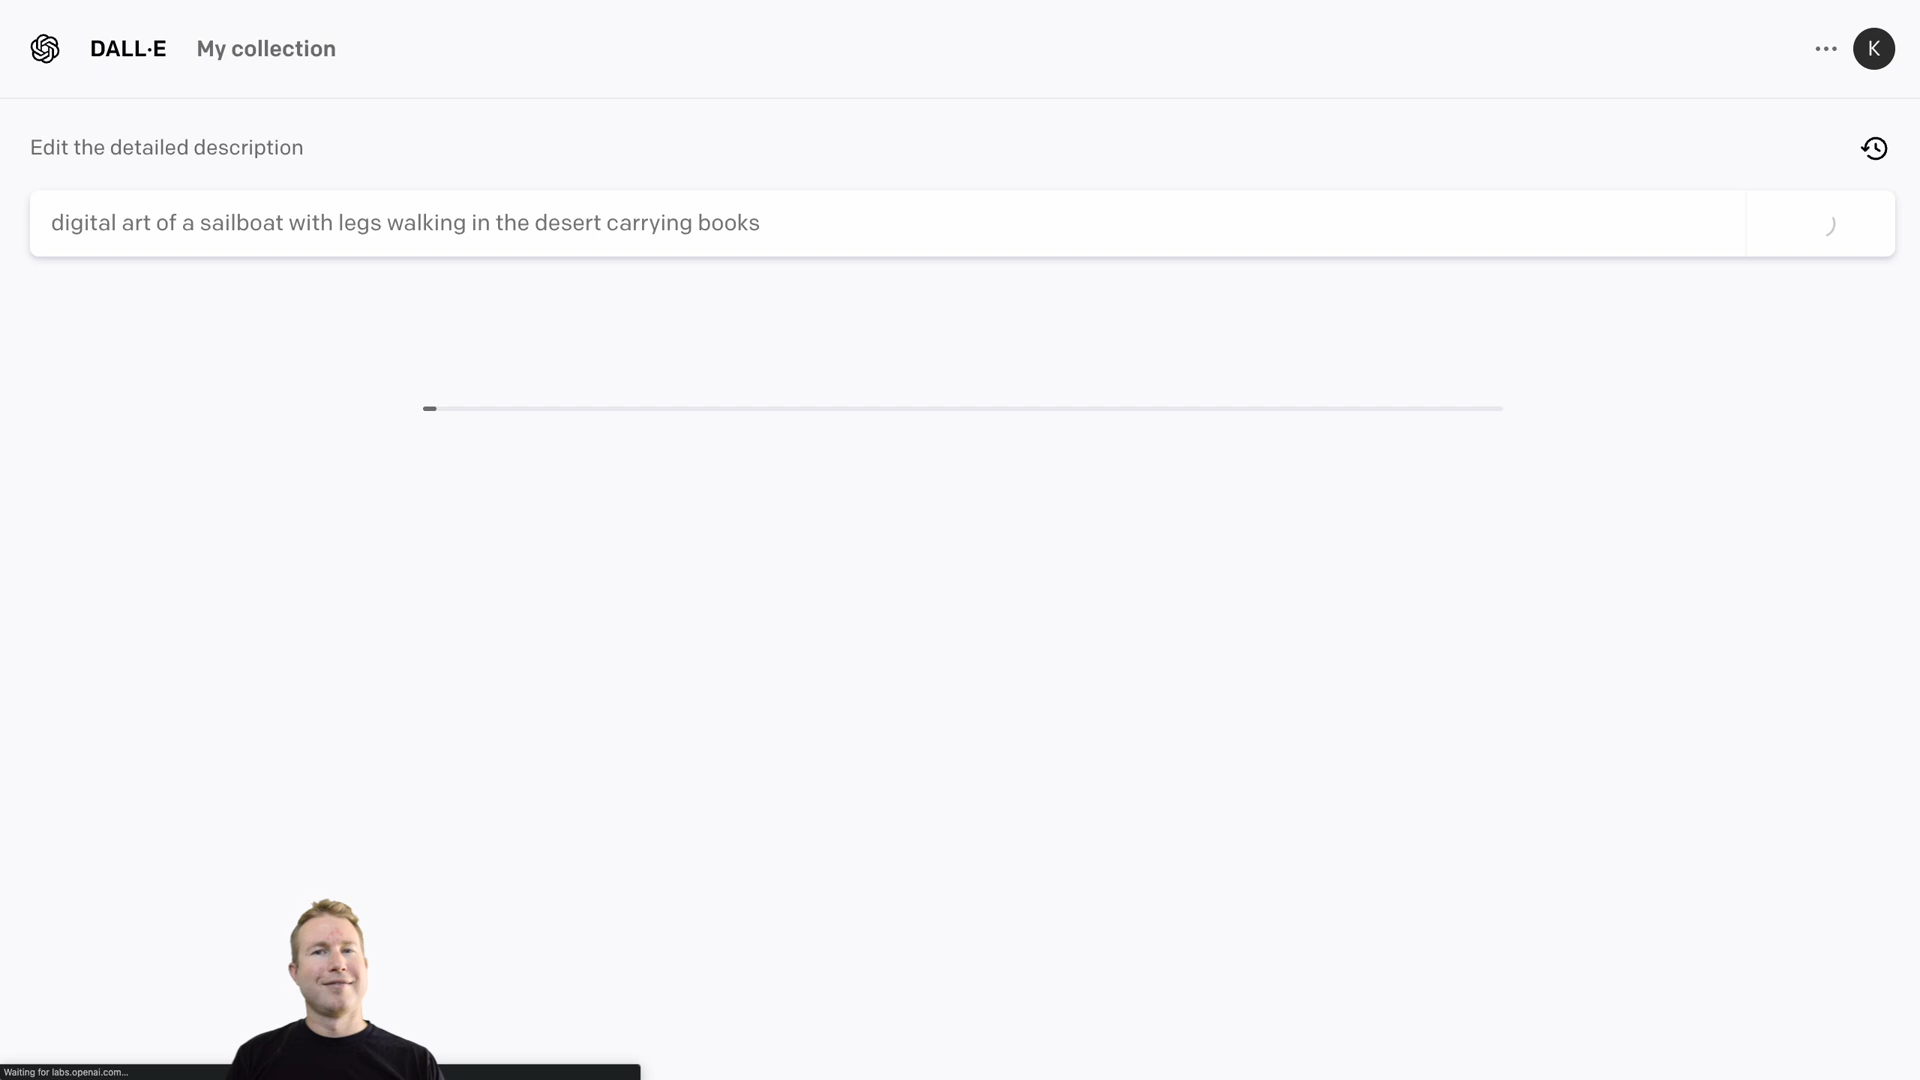 DALL·E My collection
K
Edit the detailed description
digital art of a sailboat with legs walking in the desert carrying books
Waiting for labs.openai.com...